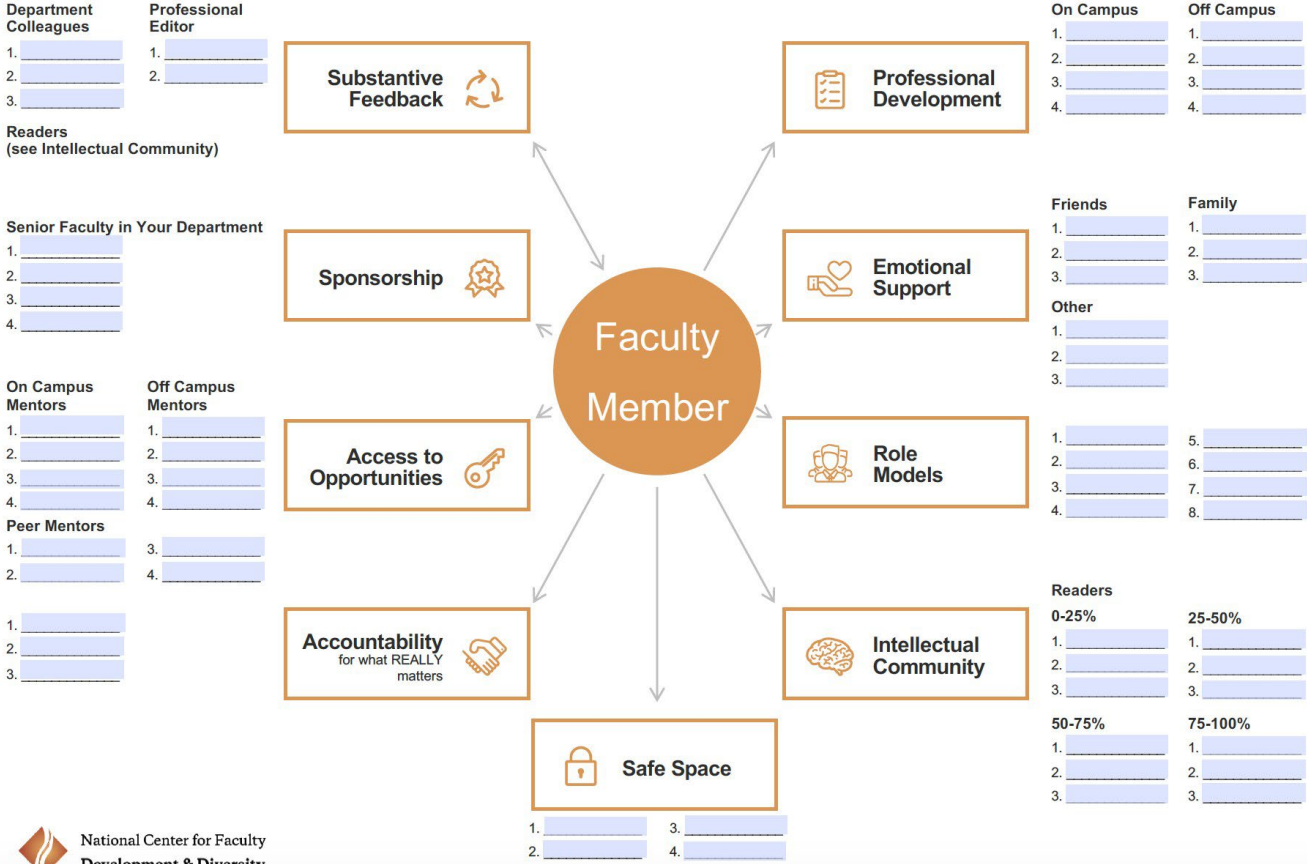 Department Colleagues
1.
2.
3.
Professional Editor
1.
2.
Readers
(see Intellectual Community)
Substantive
Feedback
Senior Faculty in Your Department
1.
2.
3.
4.
Sponsorship
On Campus
Mentors
1.
2.
3.
4.
Off Campus
Mentors
1.
2.
3.
4.
Peer Mentors
1.
2.
3.
4.
Access to
Opportunities
1.
2.
3.
Accountability
for what REALLY
matters
Faculty
Member
Professional
Development
On Campus
1.
2.
3.
4.
Off Campus
1.
2.
3.
4.
Emotional
Support
Friends
1.
2.
3.
Family
1.
2.
3.
Other
1.
2.
3.
Role
Models
1.
2.
3.
4.
5.
6.
7.
8.
Intellectual
Community
Readers
0-25%
1.
2.
3.
25-50%
1.
2.
3.
50-75%
1.
2.
3.
75-100%
1.
2.
3.
Safe Space
1.
2.
3.
4.
National Center for Faculty
Development & Diversity